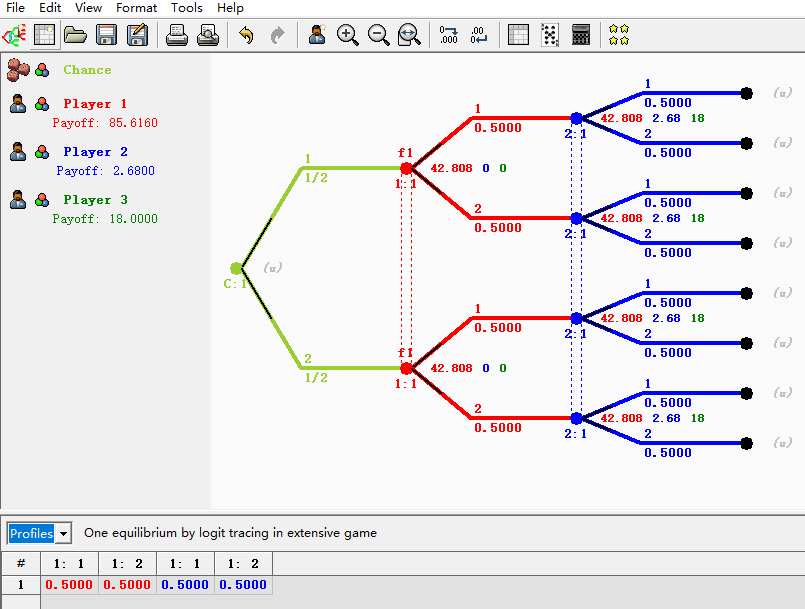 File Edit View Format Tools Help
0→ .000
.00 0↵
Chance
Player 1
Payoff: 85.6160
Player 2
Payoff: 2.6800
Player 3
Payoff: 18.0000
C:1
(u)
1
1/2
2
1/2
f1
1:1
42.808 0 0
f1
1:1
42.808 0 0
1
0.5000
2
0.5000
1
0.5000
2
0.5000
2:1
42.808 2.68 18
2:1
42.808 2.68 18
2:1
42.808 2.68 18
2:1
42.808 2.68 18
1
0.5000
(u)
2
0.5000
(u)
1
0.5000
(u)
2
0.5000
(u)
1
0.5000
(u)
2
0.5000
(u)
1
0.5000
(u)
2
0.5000
(u)
Profiles One equilibrium by logit tracing in extensive game
# 1: 1 1: 2 1: 1 1: 2
1 0.5000 0.5000 0.5000 0.5000